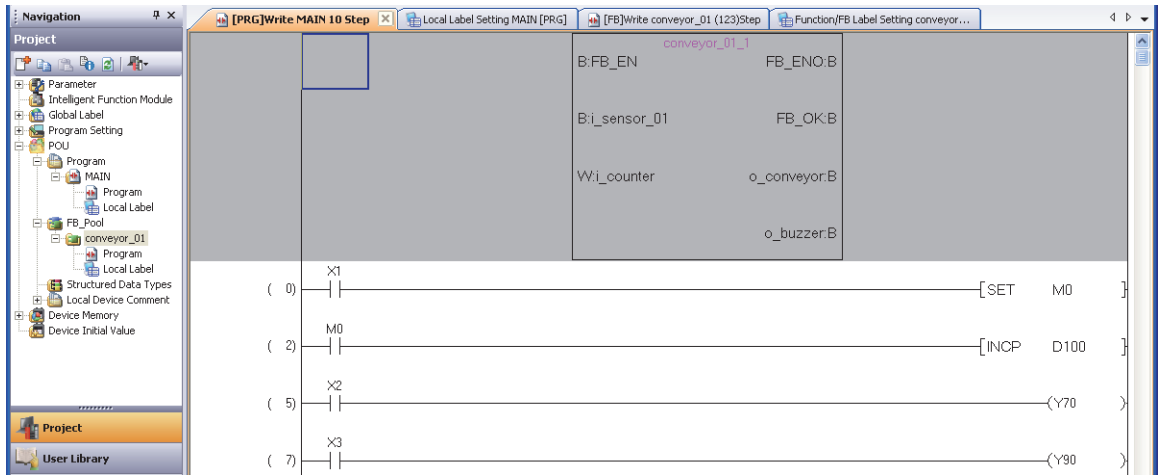 Navigation
[PRG]Write MAIN 10 Step
Local Label Setting MAIN [PRG]
[FB]Write conveyor_01 (123)Step
Function/FB Label Setting conveyor...
Project
Parameter
Intelligent Function Module
Global Label
Program Setting
POU
Program
MAIN
Program
Local Label
FB_Pool
conveyor_01
Program
Local Label
Structured Data Types
Local Device Comment
Device Memory
Device Initial Value
Project
User Library
conveyor_01_1
B:FB_EN FB_ENO:B
B:i_sensor_01 FB_OK:B
W:i_counter o_conveyor:B
o_buzzer:B
X1
( 0) [SET M0 ]
M0
( 2) [INCP D100 ]
X2
( 5) (Y70 )
X3
( 7) (Y90 )